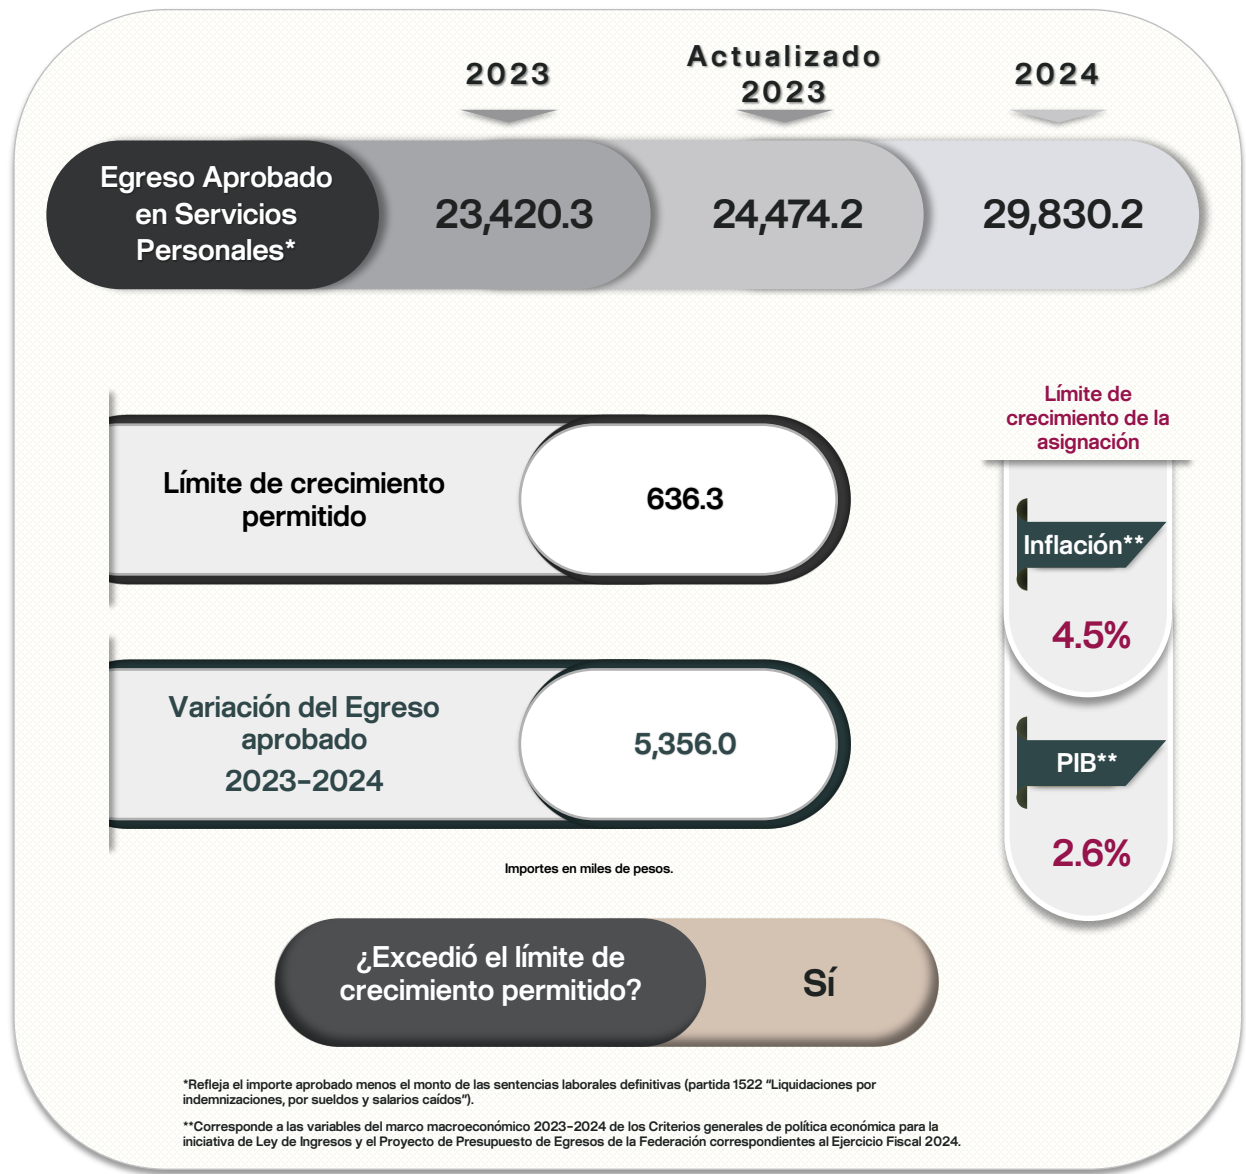 2023
Actualizado
2023
2024
Egreso Aprobado
en Servicios
Personales*
23,420.3
24,474.2
29,830.2
Límite de crecimiento
permitido
636.3
Variación del Egreso
aprobado
2023-2024
5,356.0
Importes en miles de pesos.
Límite de
crecimiento de la
asignación
Inflación**
4.5%
PIB**
2.6%
¿Excedió el límite de
crecimiento permitido?
Sí
*Refleja el importe aprobado menos el monto de las sentencias laborales definitivas (partida 1522 "Liquidaciones por
indemnizaciones, por sueldos y salarios caídos").
**Corresponde a las variables del marco macroeconómico 2023-2024 de los Criterios generales de política económica para la
iniciativa de Ley de Ingresos y el Proyecto de Presupuesto de Egresos de la Federación correspondientes al Ejercicio Fiscal 2024.